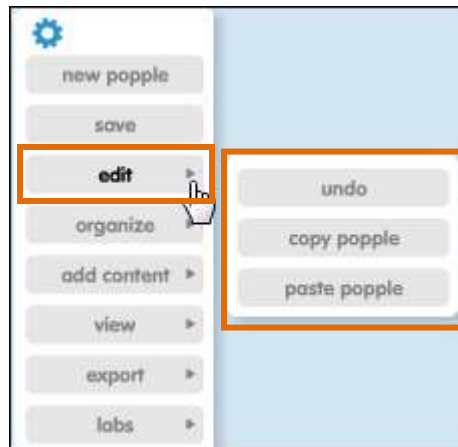 new popple
save
edit
organize
add content
view
export
labs
undo
copy popple
paste popple